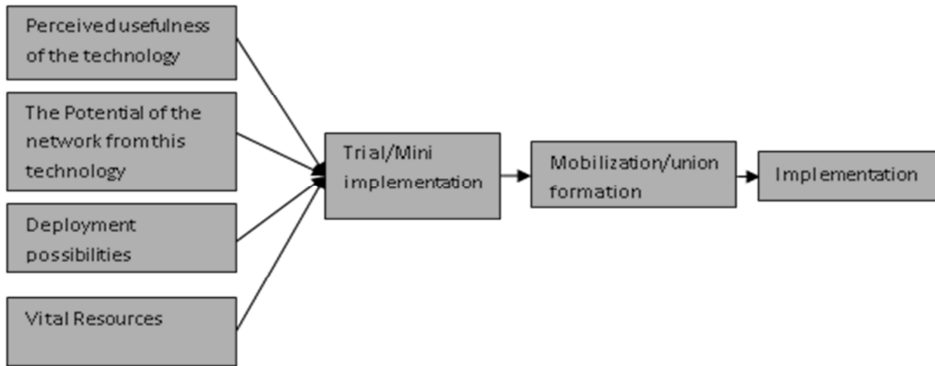 Perceived usefulness
of the technology
The Potential of the
network from this
technology
Deployment
possibilities
Vital Resources
Trial/Mini
implementation
Mobilization/union
formation
Implementation